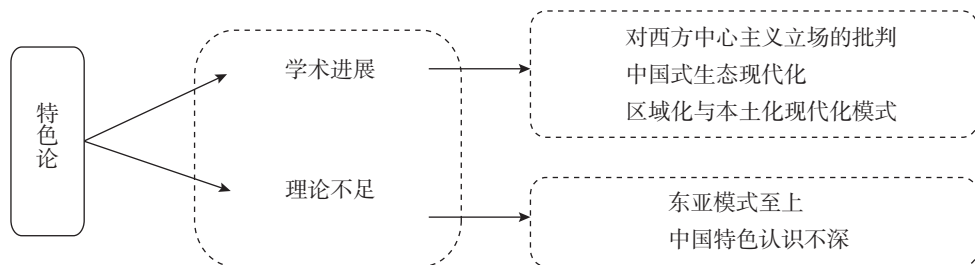 特色论
学术进展
对西方中心主义立场的批判
中国式生态现代化
区域化与本土化现代化模式
理论不足
东亚模式至上
中国特色认识不深